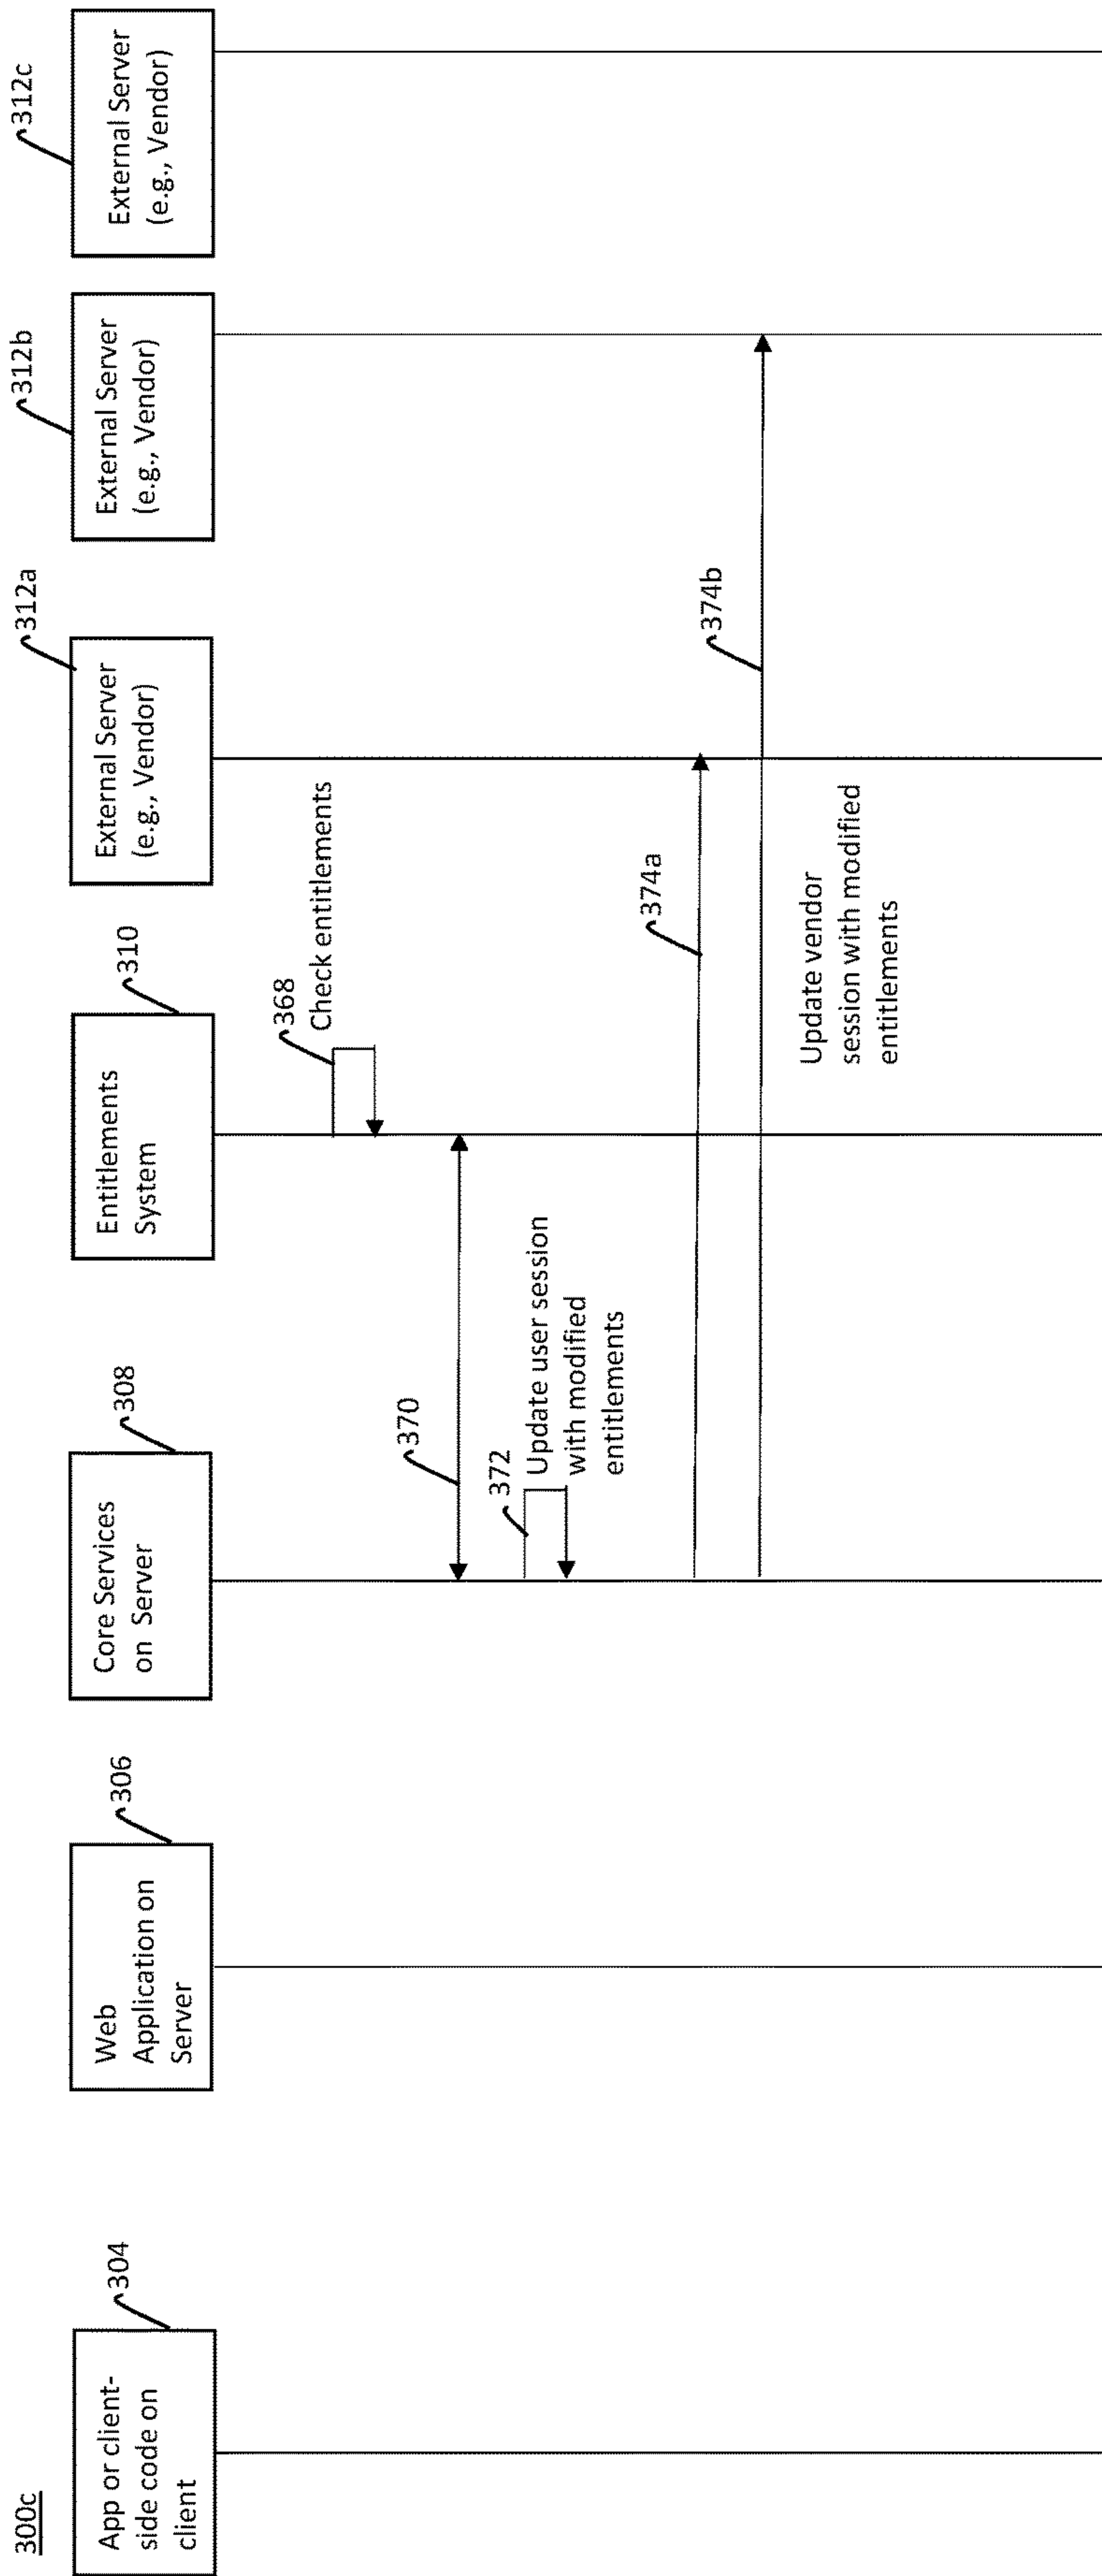 300c
304
App or client-
side code on
client
306
Web
Application on
Server
308
Core Services
on Server
310
Entitlements
System
312a
External Server
(e.g., Vendor)
312b
External Server
(e.g., Vendor)
312c
External Server
(e.g., Vendor)
368
Check entitlements
370
372
Update user session
with modified
entitlements
374a
374b
Update vendor
session with modified
entitlements